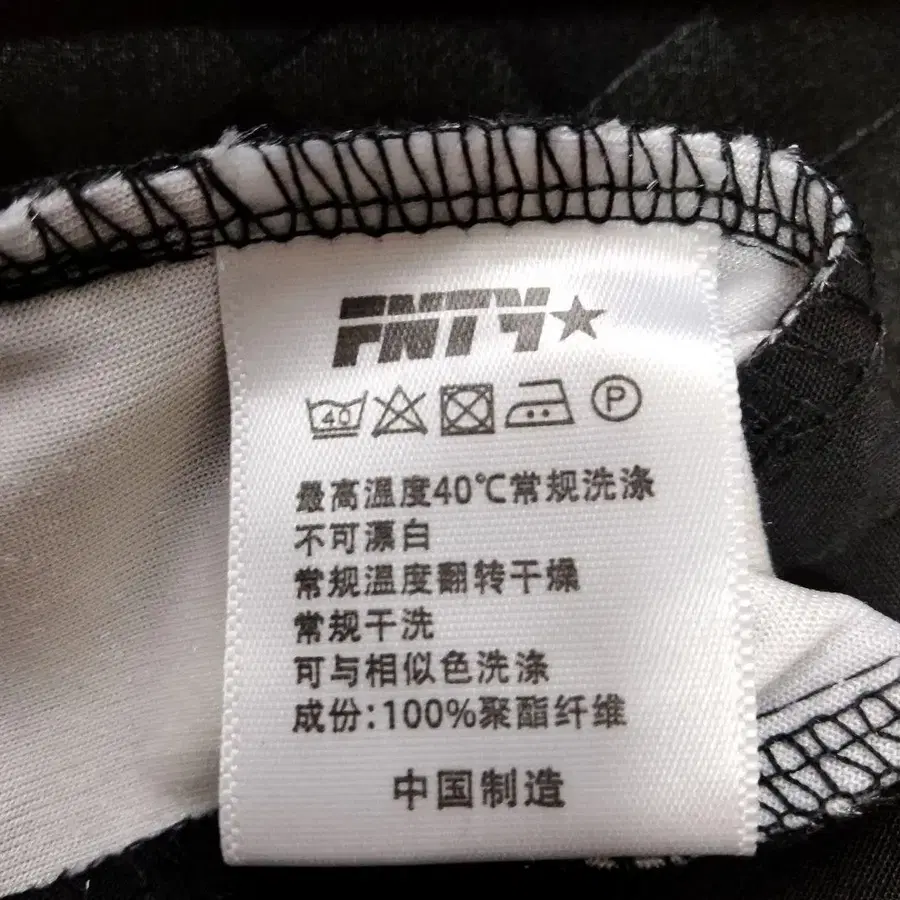 FNTY
40 P
最高温度40℃常规洗涤
不可漂白
常规温度翻转干燥
常规干洗
可与相似色洗涤
成份:100%聚酯纤维
中国制造